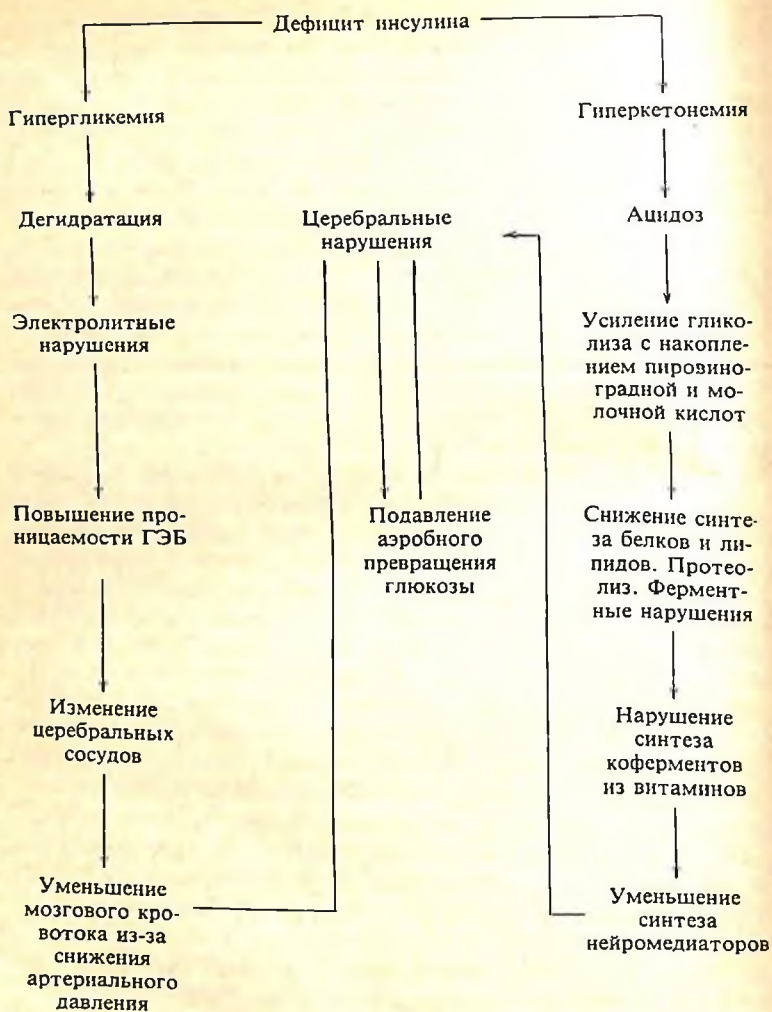 Дефицит инсулина
Гипергликемия
Гиперкетонемия
Дегидратация
Церебральные
нарушения
Ацидоз
Электролитные
нарушения
Усиление глико-
лиза с накопле-
нием пировино-
градной и мо-
лочной кислот
Повышение про-
ницаемости ГЭБ
Подавление
аэробного
превращения
глюкозы
Снижение синте-
за белков и ли-
пидов. Протео-
лиз. Фермент-
ные нарушения
Изменение
церебральных
сосудов
Нарушение
синтеза
коферментов
из витаминов
Уменьшение
мозгового кро-
вотока из-за
снижения
артериального
давления
Уменьшение
синтеза
нейромедиаторов